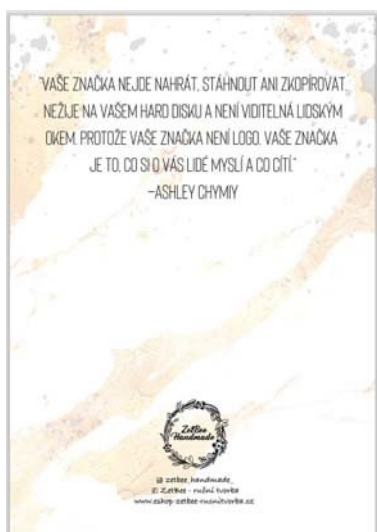 "VAŠE ZNAČKA NEJDE NAHRÁT, STÁHNOUT ANI ZKOPÍROVAT.
NEŽIJE NA VAŠEM HARD DISKU A NENÍ VIDITELNÁ LIDSKÝM
OKEM. PROTOŽE VAŠE ZNAČKA NENÍ LOGO. VAŠE ZNAČKA
JE TO, CO SI O VÁS LIDÉ MYSLÍ A CO CÍTÍ."
–ASHLEY CHYMIY
ZetBee
Handmade
@ zetbee_handmade_
ZetBee - ruční tvorba
www.eshop-zetbee-rucnitvorba.cz